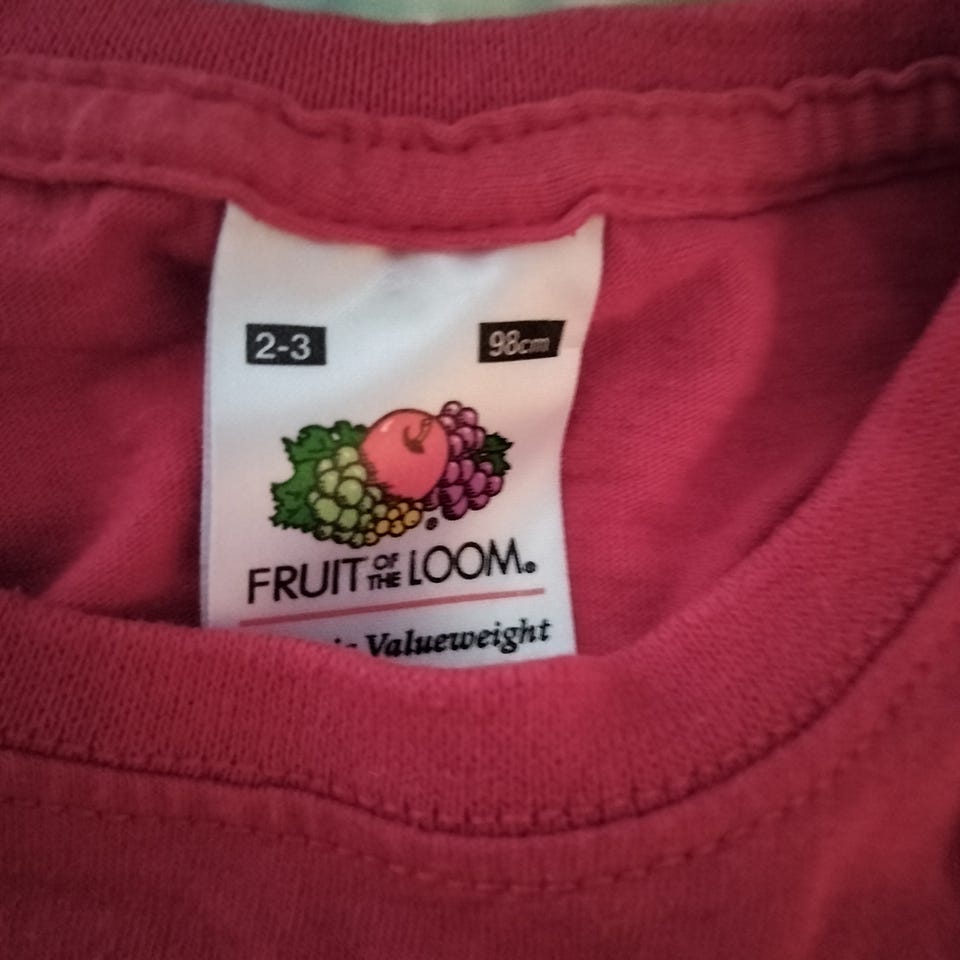 2-3 98cm
FRUIT OF THE LOOM®
Valueweight